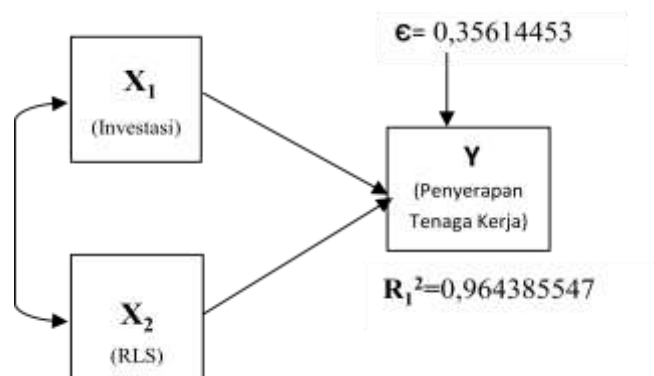 Є= 0,35614453
X₁
(Investasi)
Y
(Penyerapan
Tenaga Kerja)
R₁²=0,964385547
X₂
(RLS)